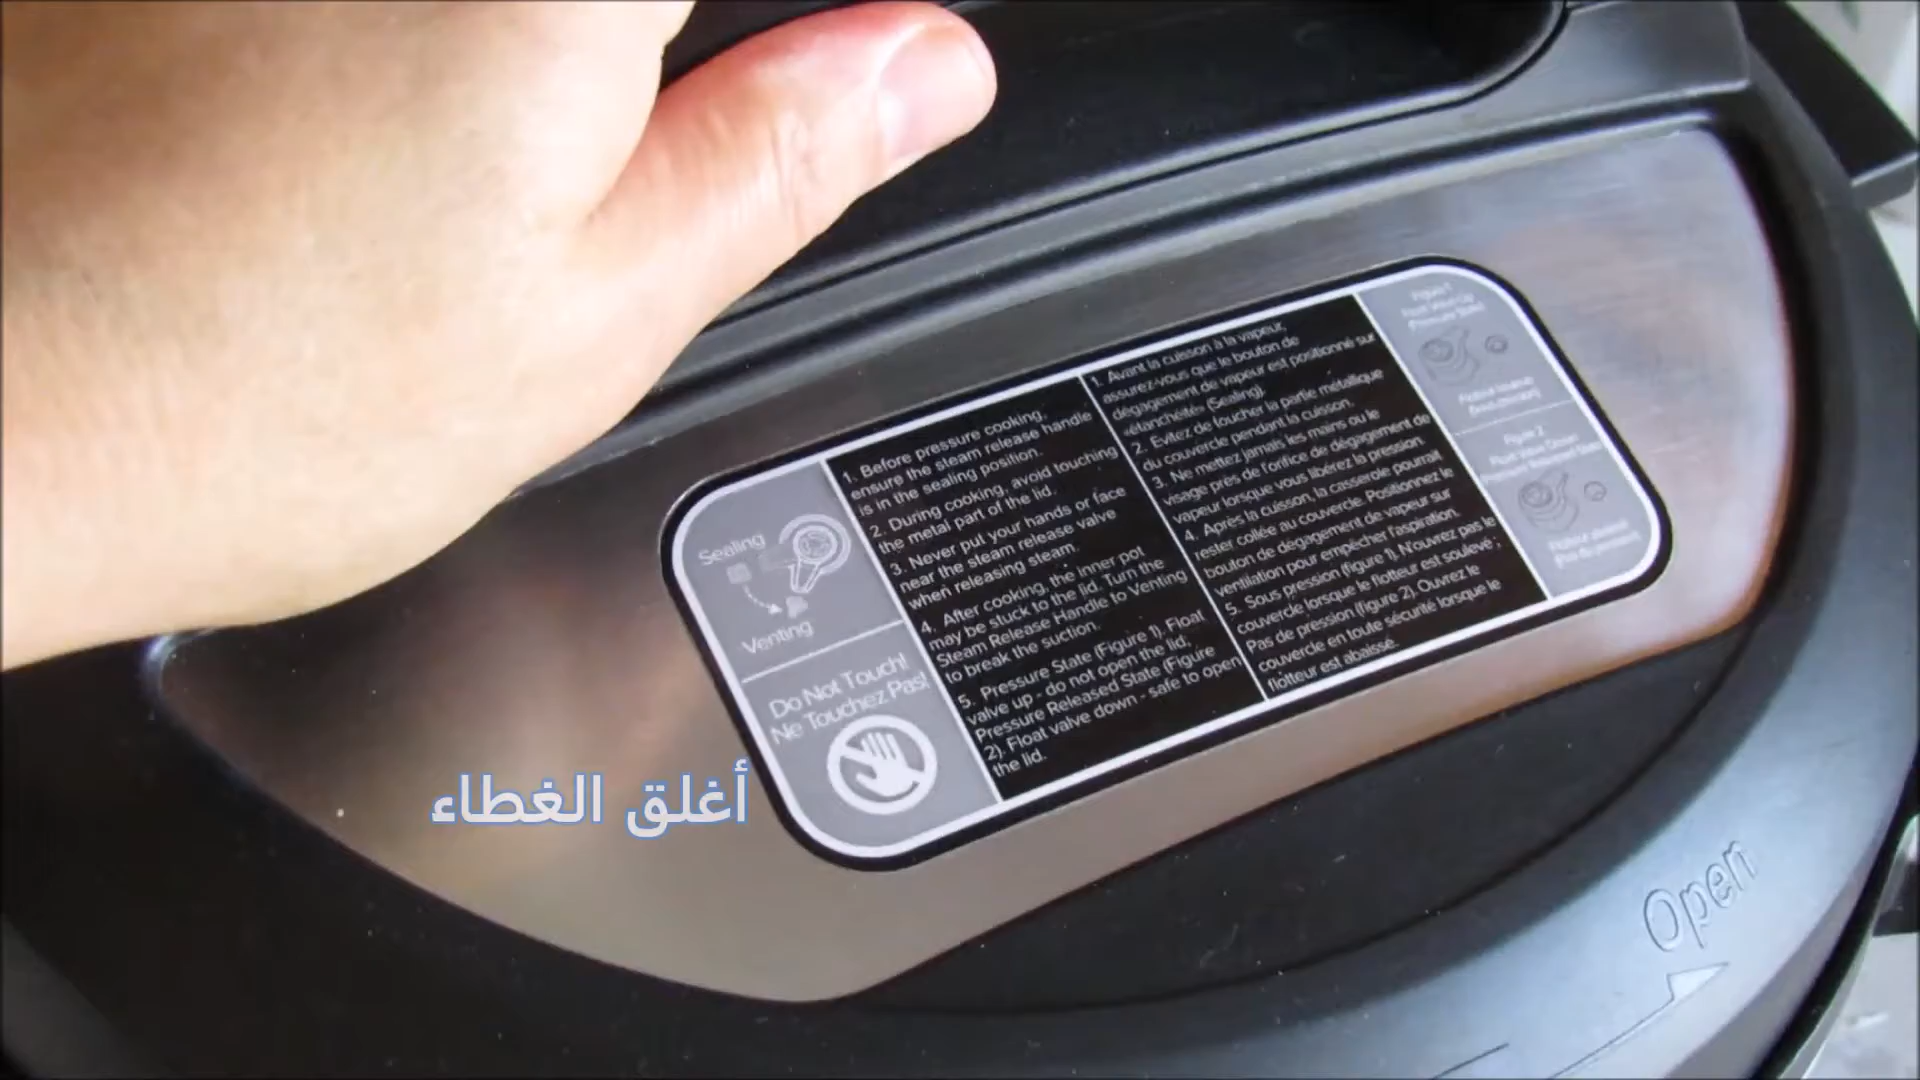 Sealing
Venting
Do Not Touch!
Ne Touchez Pas!
1. Before pressure cooking,
ensure the steam release handle
is in the sealing position.
2. During cooking, avoid touching
the metal part of the lid.
3. Never put your hands or face
near the steam release valve
when releasing steam.
4. After cooking, the inner pot
may be stuck to the lid. Turn the
Steam Release Handle to Venting
to break the suction.
5. Pressure State (Figure 1). Float
valve up - do not open the lid;
Pressure Released State (Figure
2). Float valve down - safe to open
the lid.
1. Avant la cuisson à la vapeur,
assurez-vous que le bouton de
dégagement de vapeur est positionné sur
«étanchéité» (Sealing).
2. Evitez de toucher la partie métallique
du couvercle pendant la cuisson.
3. Ne mettez jamais les mains ou le
visage près de l'orifice de dégagement de
vapeur lorsque vous libérez la pression.
4. Après la cuisson, la casserole pourrait
rester collée au couvercle. Positionnez le
bouton de dégagement de vapeur sur
ventilation pour empêcher l'aspiration.
5. Sous pression (figure 1). N'ouvrez pas le
couvercle lorsque le flotteur est soulevé ;
Pas de pression (figure 2). Ouvrez le
couvercle en toute sécurité lorsque le
flotteur est abaissé.
Figure 1
Float Valve Up
Figure 2
Float Valve Down
أغلق الغطاء
Open